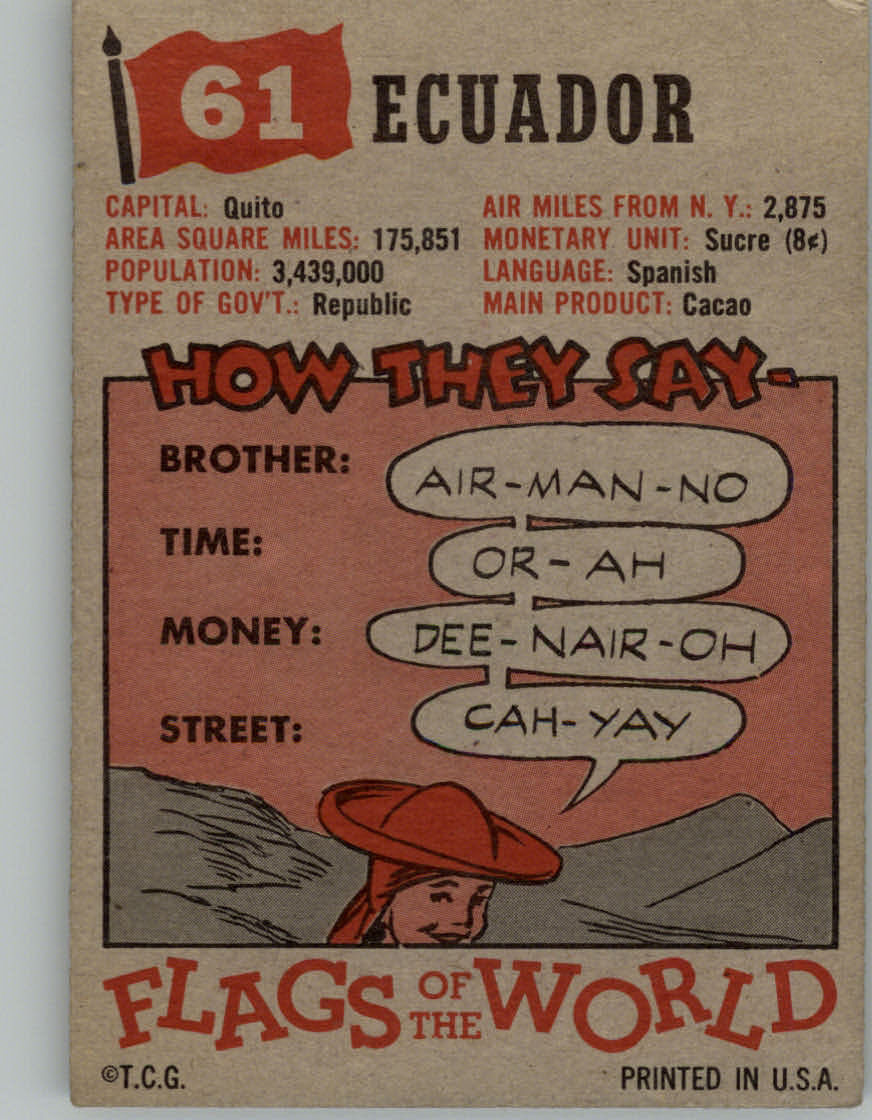 61 ECUADOR
CAPITAL: Quito
AREA SQUARE MILES: 175,851
POPULATION: 3,439,000
TYPE OF GOV'T.: Republic
AIR MILES FROM N. Y.: 2,875
MONETARY UNIT: Sucre (8¢)
LANGUAGE: Spanish
MAIN PRODUCT: Cacao
HOW THEY SAY-
BROTHER: AIR-MAN-NO
TIME: OR-AH
MONEY: DEE-NAIR-OH
STREET: CAH-YAY
FLAGS OF THE WORLD
©T.C.G. PRINTED IN U.S.A.